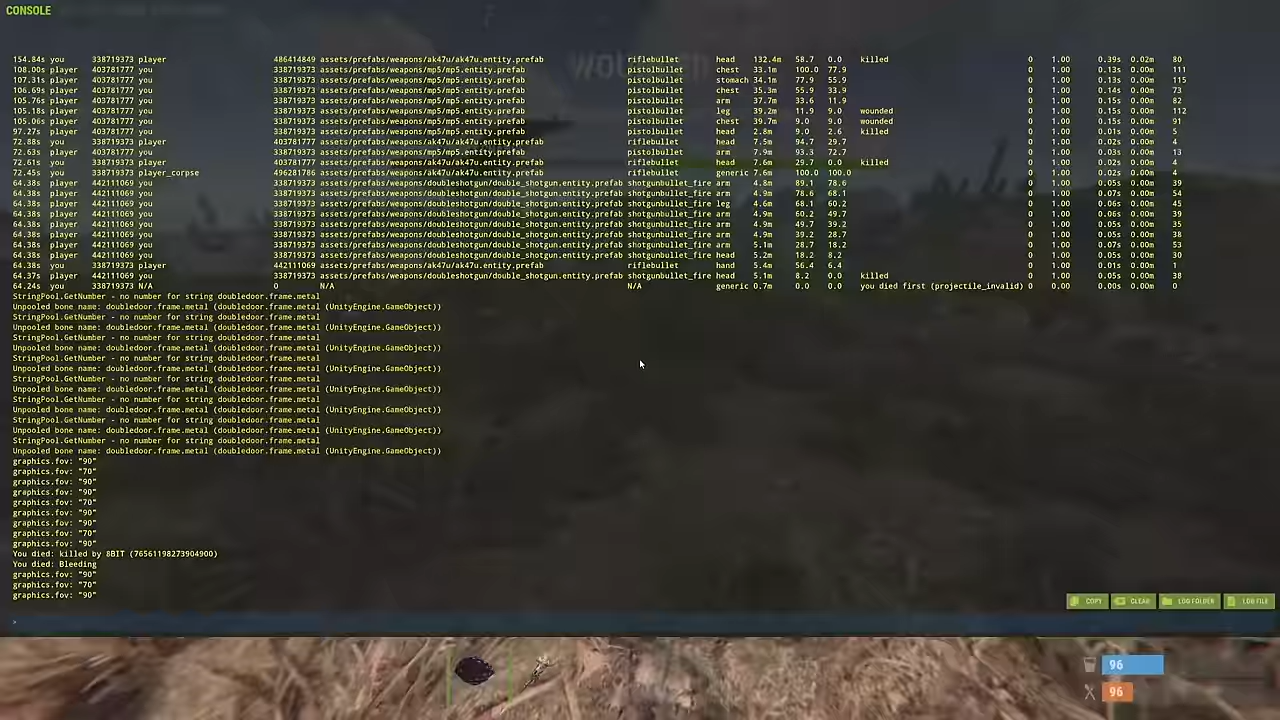 CONSOLE
154.84s you 338719373 player 486414849 assets/prefabs/weapons/ak47u/ak47u.entity.prefab riflebullet head 132.4m 58.7 0.0 killed 0 1.00 0.39s 0.02m 80
108.00s player 403781777 you 338719373 assets/prefabs/weapons/mp5/mp5.entity.prefab pistolbullet chest 33.1m 100.0 77.9 0 1.00 0.13s 0.00m 111
107.31s player 403781777 you 338719373 assets/prefabs/weapons/mp5/mp5.entity.prefab pistolbullet stomach 34.1m 77.9 55.9 0 1.00 0.13s 0.00m 115
106.69s player 403781777 you 338719373 assets/prefabs/weapons/mp5/mp5.entity.prefab pistolbullet chest 35.3m 55.9 33.9 0 1.00 0.14s 0.00m 73
105.76s player 403781777 you 338719373 assets/prefabs/weapons/mp5/mp5.entity.prefab pistolbullet arm 37.7m 33.6 11.9 0 1.00 0.15s 0.00m 82
105.18s player 403781777 you 338719373 assets/prefabs/weapons/mp5/mp5.entity.prefab pistolbullet leg 39.2m 11.9 9.0 wounded 0 1.00 0.15s 0.00m 112
105.06s player 403781777 you 338719373 assets/prefabs/weapons/mp5/mp5.entity.prefab pistolbullet chest 39.7m 9.0 9.0 wounded 0 1.00 0.15s 0.00m 91
97.27s player 403781777 you 338719373 assets/prefabs/weapons/mp5/mp5.entity.prefab pistolbullet head 2.8m 9.0 2.6 killed 0 1.00 0.01s 0.00m 5
72.88s you 338719373 player 403781777 assets/prefabs/weapons/ak47u/ak47u.entity.prefab riflebullet head 7.5m 94.7 29.7 0 1.00 0.02s 0.00m 4
72.63s player 403781777 you 338719373 assets/prefabs/weapons/mp5/mp5.entity.prefab pistolbullet arm 7.9m 93.3 72.7 0 1.00 0.03s 0.00m 13
72.61s you 338719373 player 403781777 assets/prefabs/weapons/ak47u/ak47u.entity.prefab riflebullet head 7.6m 29.7 0.0 killed 0 1.00 0.02s 0.00m 4
72.45s you 338719373 player_corpse 496281786 assets/prefabs/weapons/ak47u/ak47u.entity.prefab riflebullet generic 7.6m 100.0 100.0 0 1.00 0.02s 0.00m 1
64.38s player 442111069 you 338719373 assets/prefabs/weapons/doubleshotgun/double_shotgun.entity.prefab shotgunbullet_fire arm 4.8m 89.1 78.6 0 1.00 0.05s 0.00m 39
64.38s player 442111069 you 338719373 assets/prefabs/weapons/doubleshotgun/double_shotgun.entity.prefab shotgunbullet_fire arm 4.9m 78.6 68.1 0 1.00 0.07s 0.00m 54
64.38s player 442111069 you 338719373 assets/prefabs/weapons/doubleshotgun/double_shotgun.entity.prefab shotgunbullet_fire leg 4.6m 68.1 60.2 0 1.00 0.06s 0.00m 45
64.38s player 442111069 you 338719373 assets/prefabs/weapons/doubleshotgun/double_shotgun.entity.prefab shotgunbullet_fire arm 4.9m 60.2 49.7 0 1.00 0.06s 0.00m 39
64.38s player 442111069 you 338719373 assets/prefabs/weapons/doubleshotgun/double_shotgun.entity.prefab shotgunbullet_fire arm 4.9m 49.7 39.2 0 1.00 0.05s 0.00m 35
64.38s player 442111069 you 338719373 assets/prefabs/weapons/doubleshotgun/double_shotgun.entity.prefab shotgunbullet_fire arm 4.9m 39.2 28.7 0 1.00 0.05s 0.00m 38
64.38s player 442111069 you 338719373 assets/prefabs/weapons/doubleshotgun/double_shotgun.entity.prefab shotgunbullet_fire arm 5.1m 28.7 18.2 0 1.00 0.07s 0.00m 53
64.38s player 442111069 you 338719373 assets/prefabs/weapons/doubleshotgun/double_shotgun.entity.prefab shotgunbullet_fire arm 5.2m 18.2 8.2 0 1.00 0.05s 0.00m 30
64.38s you 338719373 player 442111069 assets/prefabs/weapons/ak47u/ak47u.entity.prefab riflebullet hand 5.4m 56.4 6.4 0 1.00 0.01s 0.00m 1
64.37s player 442111069 you 338719373 assets/prefabs/weapons/doubleshotgun/double_shotgun.entity.prefab shotgunbullet_fire head 5.1m 8.2 0.0 killed 0 1.00 0.05s 0.00m 38
64.24s you 338719373 N/A 0 N/A N/A generic 0.7m 0.0 0.0 you died first (projectile_invalid) 0 0.00 0.00s 0.00m 0
StringPool.GetNumber - no number for string doubledoor.frame.metal
Unpooled bone name: doubledoor.frame.metal (UnityEngine.GameObject))
StringPool.GetNumber - no number for string doubledoor.frame.metal
Unpooled bone name: doubledoor.frame.metal (UnityEngine.GameObject))
StringPool.GetNumber - no number for string doubledoor.frame.metal
Unpooled bone name: doubledoor.frame.metal (UnityEngine.GameObject))
StringPool.GetNumber - no number for string doubledoor.frame.metal
Unpooled bone name: doubledoor.frame.metal (UnityEngine.GameObject))
StringPool.GetNumber - no number for string doubledoor.frame.metal
Unpooled bone name: doubledoor.frame.metal (UnityEngine.GameObject))
StringPool.GetNumber - no number for string doubledoor.frame.metal
Unpooled bone name: doubledoor.frame.metal (UnityEngine.GameObject))
StringPool.GetNumber - no number for string doubledoor.frame.metal
Unpooled bone name: doubledoor.frame.metal (UnityEngine.GameObject))
StringPool.GetNumber - no number for string doubledoor.frame.metal
Unpooled bone name: doubledoor.frame.metal (UnityEngine.GameObject))
graphics.fov: "90"
graphics.fov: "70"
graphics.fov: "90"
graphics.fov: "90"
graphics.fov: "70"
graphics.fov: "90"
graphics.fov: "90"
graphics.fov: "70"
graphics.fov: "90"
You died: killed by 8BIT (76561198273904900)
You died: Bleeding
graphics.fov: "90"
graphics.fov: "70"
graphics.fov: "90"
COPY CLEAR LOG FOLDER LOG FILE
>
96
96